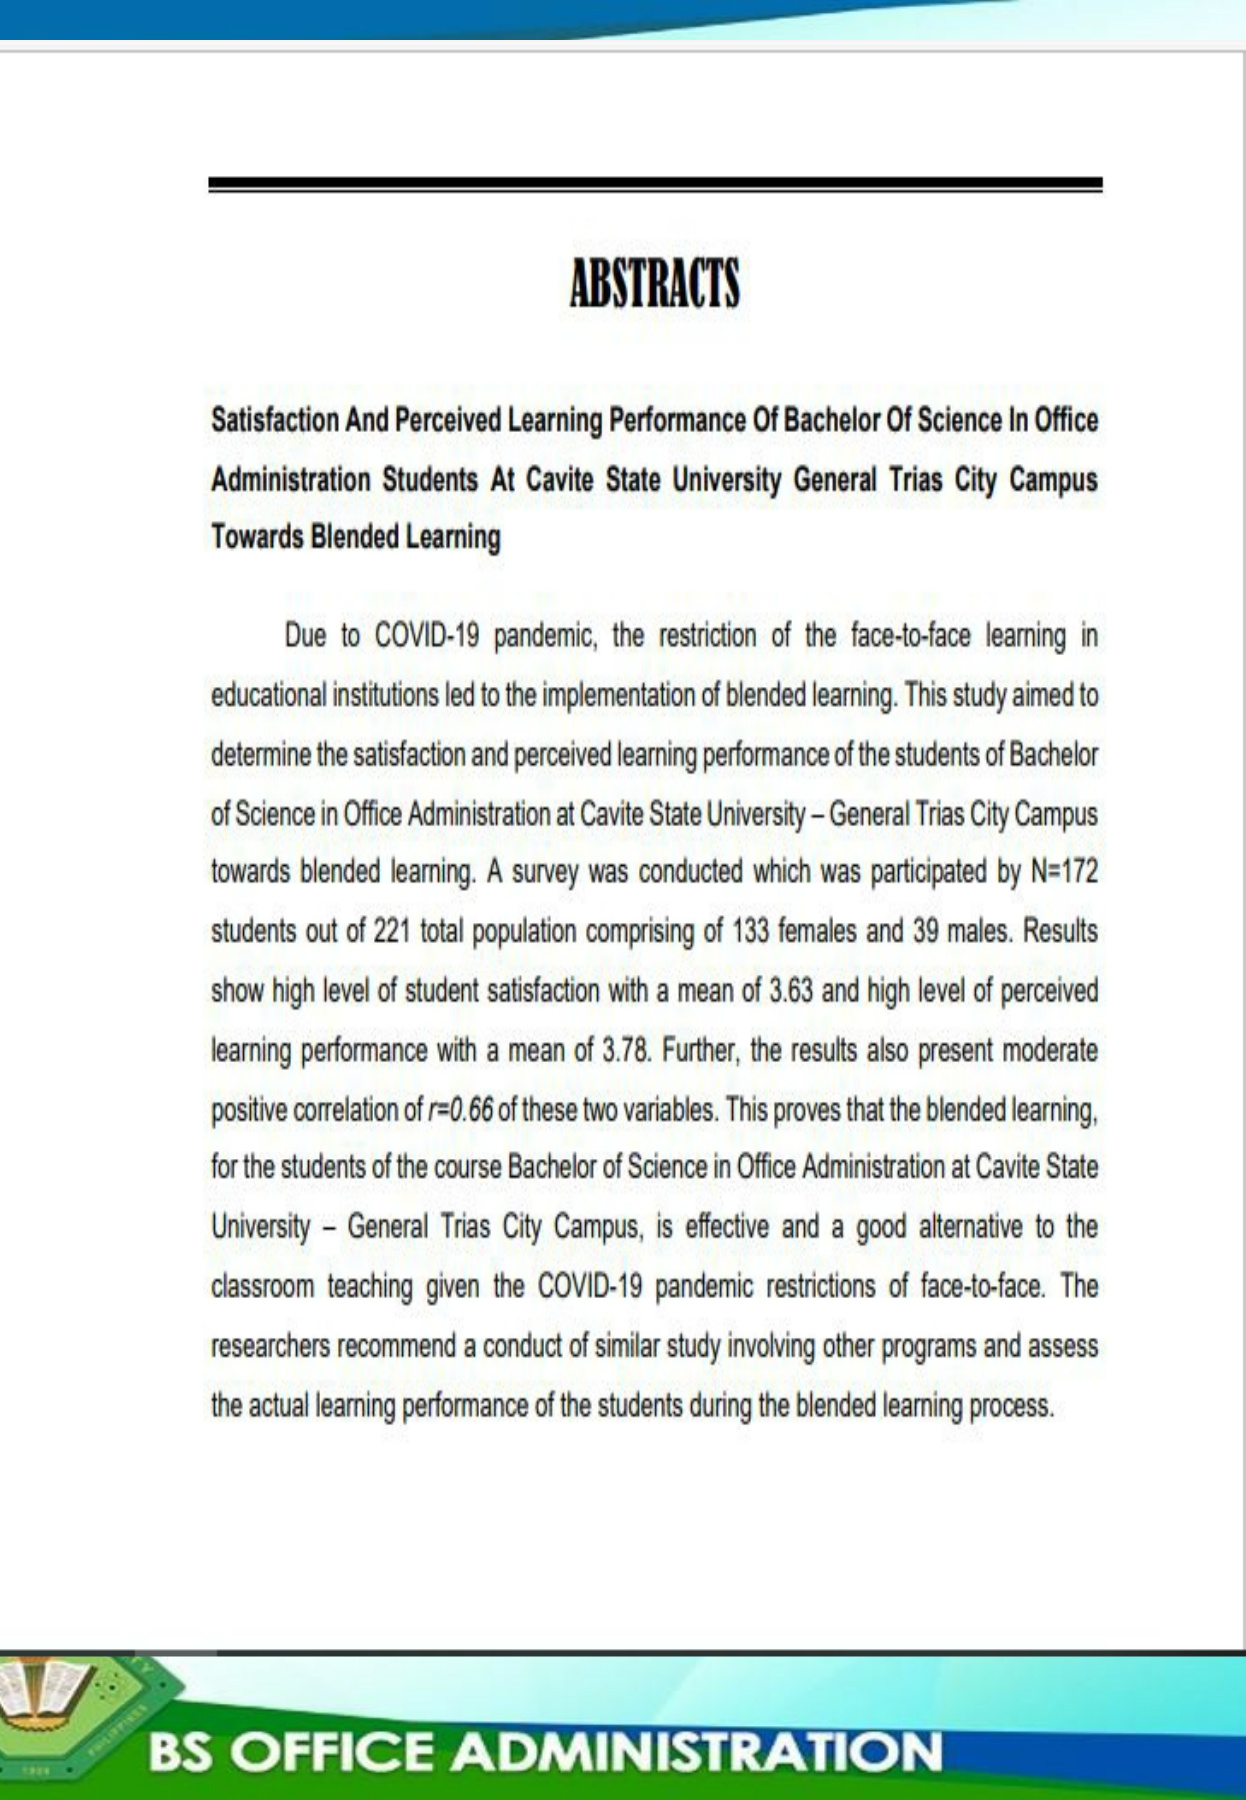 ABSTRACTS
Satisfaction And Perceived Learning Performance Of Bachelor Of Science In Office
Administration Students At Cavite State University General Trias City Campus
Towards Blended Learning
Due to COVID-19 pandemic, the restriction of the face-to-face learning in
educational institutions led to the implementation of blended learning. This study aimed to
determine the satisfaction and perceived learning performance of the students of Bachelor
of Science in Office Administration at Cavite State University – General Trias City Campus
towards blended learning. A survey was conducted which was participated by N=172
students out of 221 total population comprising of 133 females and 39 males. Results
show high level of student satisfaction with a mean of 3.63 and high level of perceived
learning performance with a mean of 3.78. Further, the results also present moderate
positive correlation of r=0.66 of these two variables. This proves that the blended learning,
for the students of the course Bachelor of Science in Office Administration at Cavite State
University – General Trias City Campus, is effective and a good alternative to the
classroom teaching given the COVID-19 pandemic restrictions of face-to-face. The
researchers recommend a conduct of similar study involving other programs and assess
the actual learning performance of the students during the blended learning process.
PHILIPPINES
BS OFFICE ADMINISTRATION